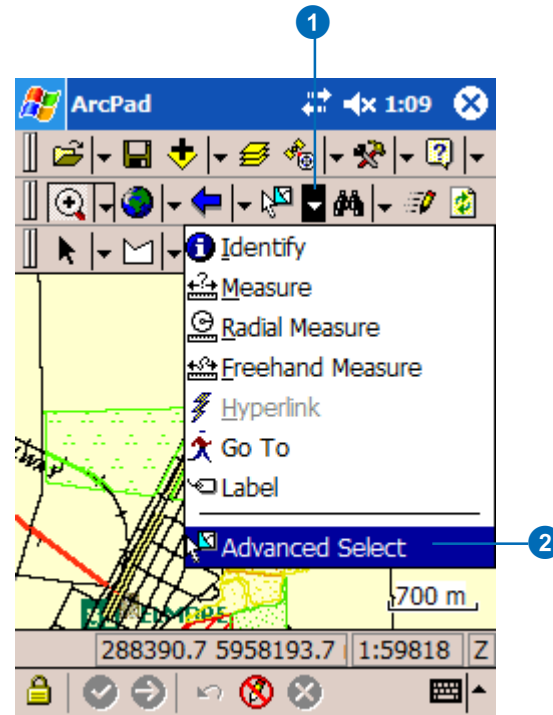 1
ArcPad 1:09
Identify
Measure
Radial Measure
Freehand Measure
Hyperlink
Go To
Label
Advanced Select
2
WAY
700 m
288390.7 5958193.7
1:59818
Z